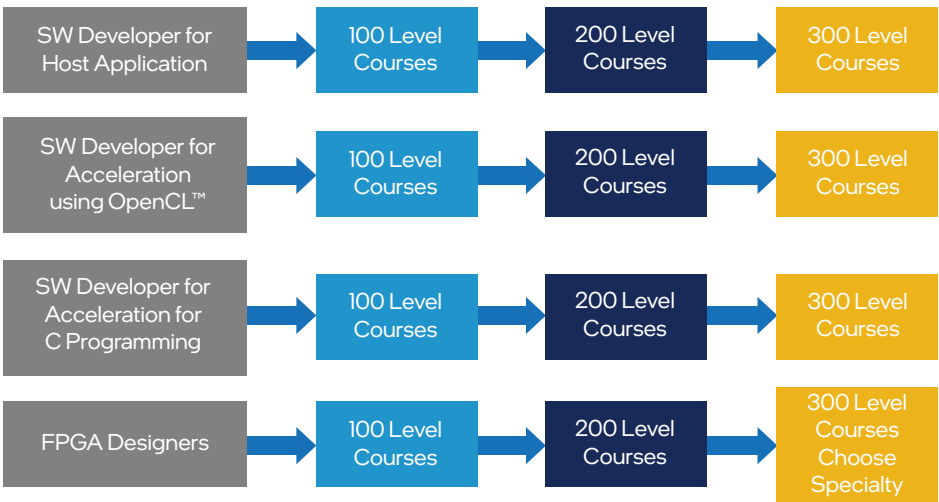 SW Developer for
Host Application
100 Level
Courses
200 Level
Courses
300 Level
Courses
SW Developer for
Acceleration
using OpenCL™
100 Level
Courses
200 Level
Courses
300 Level
Courses
SW Developer for
Acceleration for
C Programming
100 Level
Courses
200 Level
Courses
300 Level
Courses
FPGA Designers
100 Level
Courses
200 Level
Courses
300 Level
Courses
Choose
Specialty